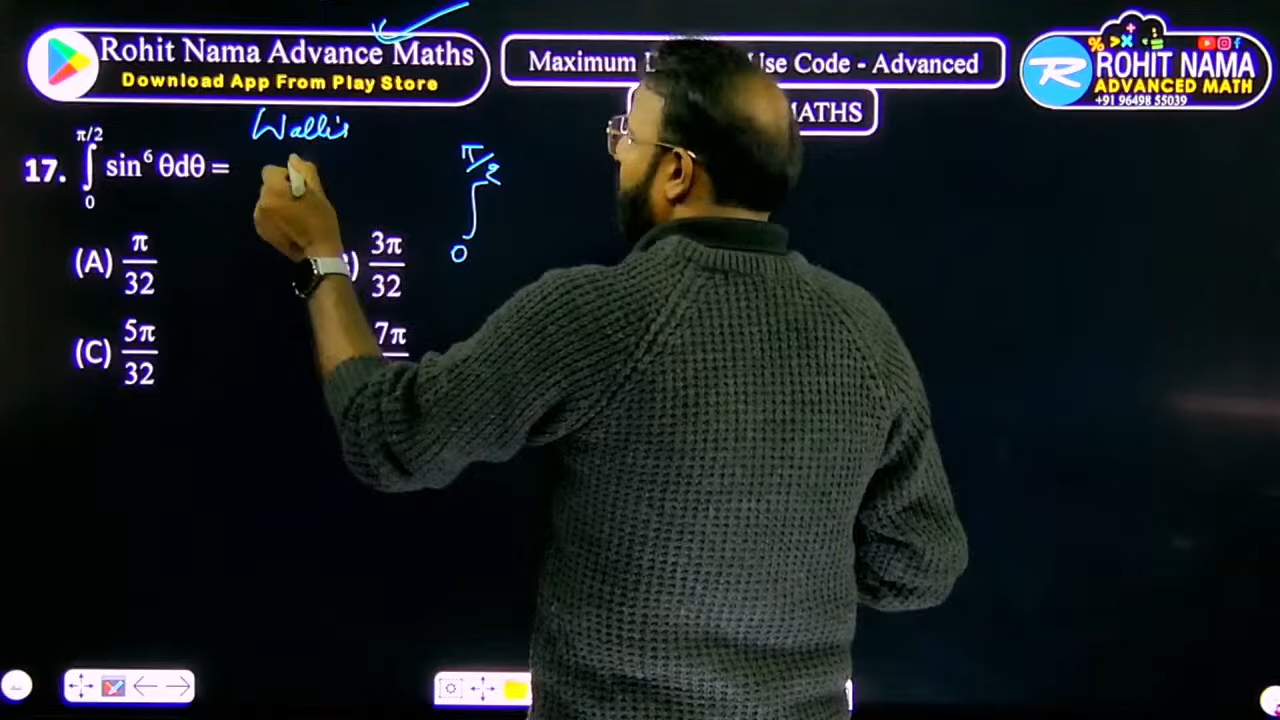 Rohit Nama Advance Maths
Download App From Play Store
Maximum Use Code - Advanced
MATHS
% > × ÷ =
ROHIT NAMA
ADVANCED MATH
+91 96498 55039
Wallis
17. ∫₀^{π/2} sin⁶ θdθ =
π/2
∫
0
(A) π/32
) 3π/32
(C) 5π/32
7π